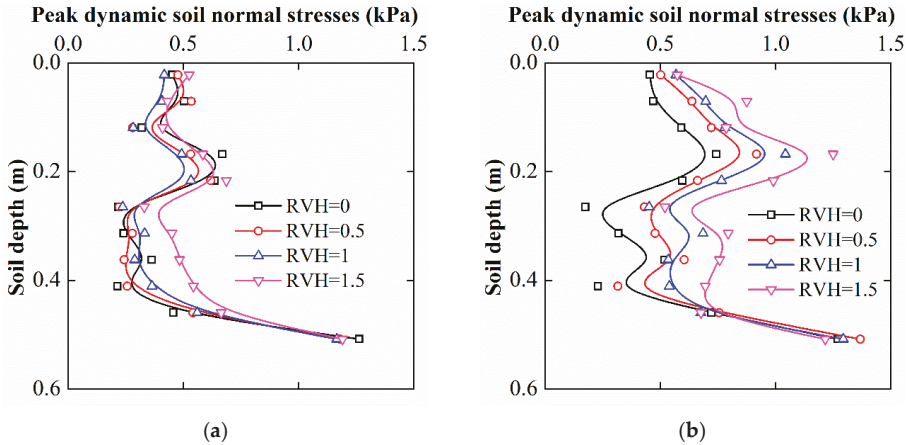 Peak dynamic soil normal stresses (kPa)
0.0 0.5 1.0 1.5
0.0
0.2
0.4
0.6
Soil depth (m)
RVH=0
RVH=0.5
RVH=1
RVH=1.5
(a)
Peak dynamic soil normal stresses (kPa)
0.0 0.5 1.0 1.5
0.0
0.2
0.4
0.6
Soil depth (m)
RVH=0
RVH=0.5
RVH=1
RVH=1.5
(b)